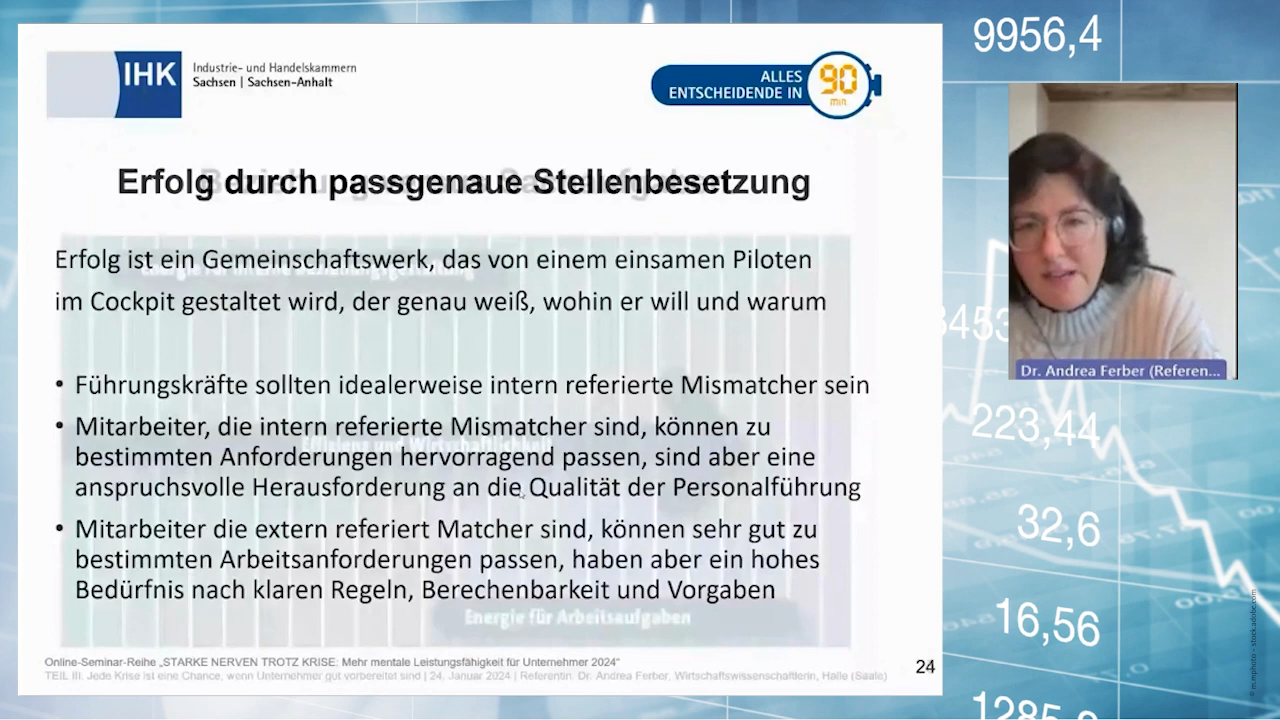 9956,4
IHK
Industrie- und Handelskammern
Sachsen | Sachsen-Anhalt
ALLES
ENTSCHEIDENDE IN
90
min
Erfolg durch passgenaue Stellenbesetzung
Erfolg ist ein Gemeinschaftswerk, das von einem einsamen Piloten
im Cockpit gestaltet wird, der genau weiß, wohin er will und warum
• Führungskräfte sollten idealerweise intern referierte Mismatcher sein
• Mitarbeiter, die intern referierte Mismatcher sind, können zu
bestimmten Anforderungen hervorragend passen, sind aber eine
anspruchsvolle Herausforderung an die Qualität der Personalführung
• Mitarbeiter die extern referiert Matcher sind, können sehr gut zu
bestimmten Arbeitsanforderungen passen, haben aber ein hohes
Bedürfnis nach klaren Regeln, Berechenbarkeit und Vorgaben
Effizienz und Wirtschaftlichkeit
Energie für Arbeitsaufgaben
Online-Seminar-Reihe „STARKE NERVEN TROTZ KRISE: Mehr mentale Leistungsfähigkeit für Unternehmer 2024"
TEIL III. Jede Krise ist eine Chance, wenn Unternehmer gut vorbereitet sind | 24. Januar 2024 | Referentin: Dr. Andrea Ferber, Wirtschaftswissenschaftlerin, Halle (Saale)
24
Dr. Andrea Ferber (Referen...
223,44
32,6
16,56